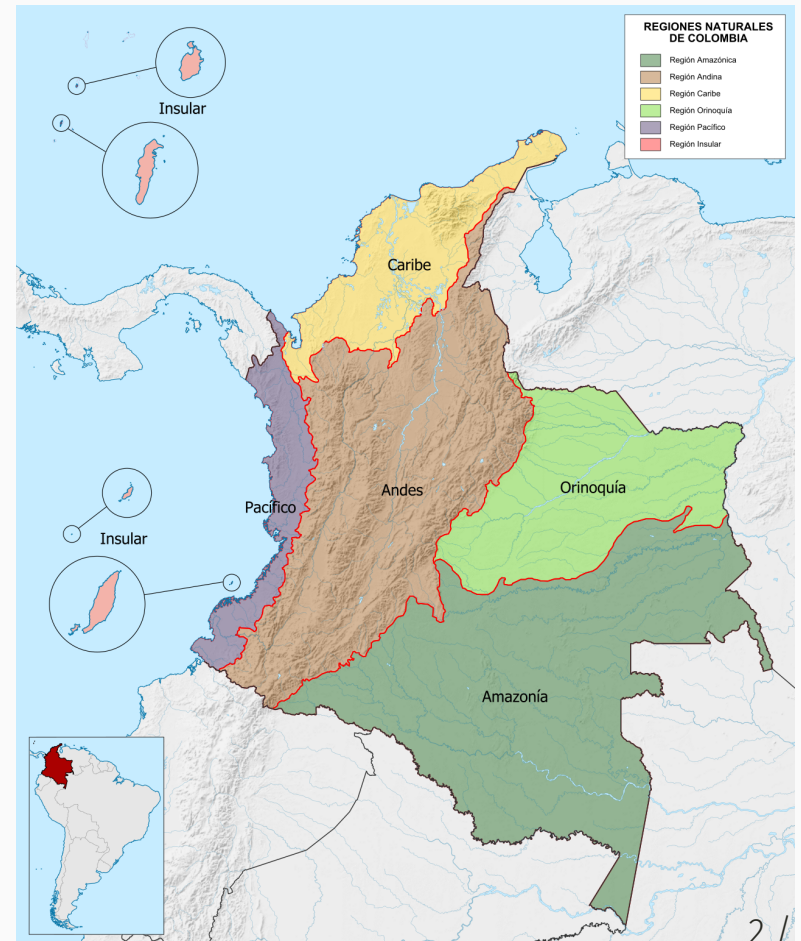 REGIONES NATURALES
DE COLOMBIA
Región Amazónica
Región Andina
Región Caribe
Región Orinoquía
Región Pacífico
Región Insular
Insular
Caribe
Andes
Orinoquía
Pacífico
Insular
Amazonía
2